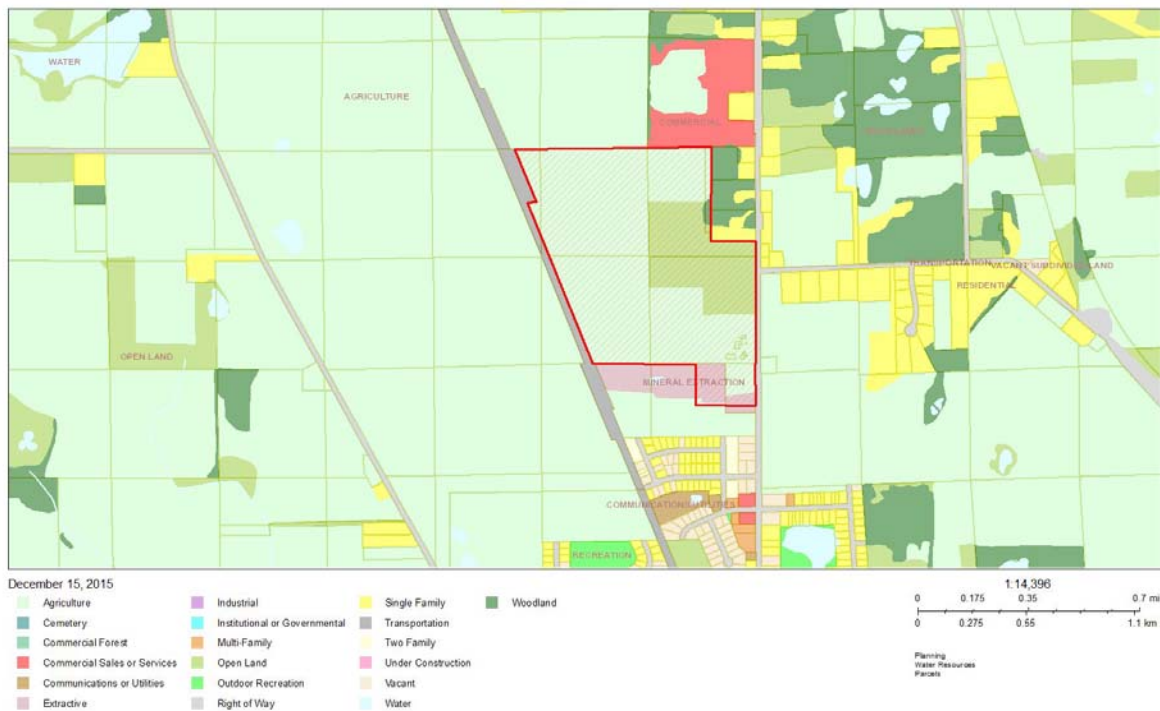 WATER
AGRICULTURE
COMMERCIAL
WOODLANDS
TRANSPORTATION
VACANT SUBDIVIDED LAND
RESIDENTIAL
OPEN LAND
MINERAL EXTRACTION
COMMUNICATIONS/UTILITIES
RECREATION
December 15, 2015
Agriculture
Cemetery
Commercial Forest
Commercial Sales or Services
Communications or Utilities
Extractive
Industrial
Institutional or Governmental
Multi-Family
Open Land
Outdoor Recreation
Right of Way
Single Family
Transportation
Two Family
Under Construction
Vacant
Water
Woodland
1:14,396
0 0.175 0.35 0.7 mi
0 0.275 0.55 1.1 km
Planning
Water Resources
Parcels